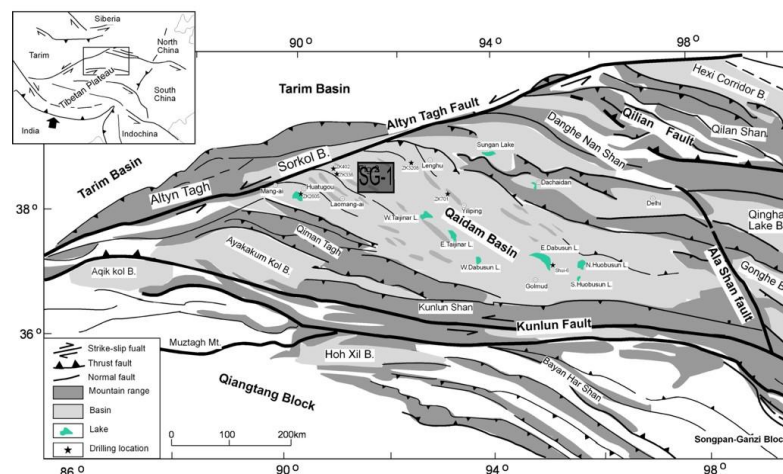 Siberia
Tarim
North
China
Tibetan Plateau
South
China
India
Indochina
90
94
98°
Tarim Basin
Altyn Tagh Fault
Hexi Corridor B.
Qilian Fault
Qilan Shan
Danghe Nan Shan
Sorkol B.
Sungan Lake
Tarim Basin
Altyn Tagh
ZK402
ZK336
SG-1
Lenghu
Dachaidan
Mang-ai
Huatugou
Laomang-ai
ZK701
Yiliping
Delhi
38°
W.Taijinar L.
Qaidam Basin
Qingha
Lake B
Qiman Tagh
E.Taijinar L.
E.Dabusun L.
Ayakakum Kol B.
W.Dabusun L.
N.Huobusun L.
Gonghe B
Aqik kol B.
Golmud
S.Huobusun L.
Ala Shan fault
Kunlun Shan
36°
Kunlun Fault
Muztagh Mt.
Hoh Xil B.
Bayan Har Shan
Qiangtang Block
Songpan-Ganzi Bloc
Strike-slip fualt
Thrust fault
Normal fault
Mountain range
Basin
Lake
Drilling location
0 100 200km
86°
90
94
98°